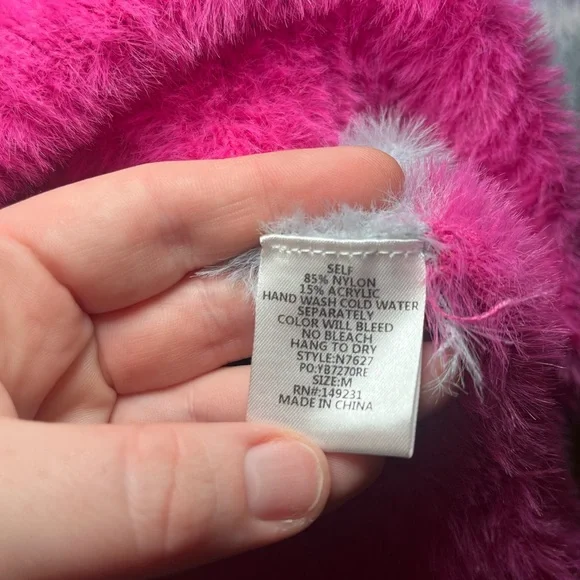 SELF
85% NYLON
15% ACRYLIC
HAND WASH COLD WATER
SEPARATELY
COLOR WILL BLEED
NO BLEACH
HANG TO DRY
STYLE:N7627
PO:YB7270RE
SIZE:M
RN#:149231
MADE IN CHINA